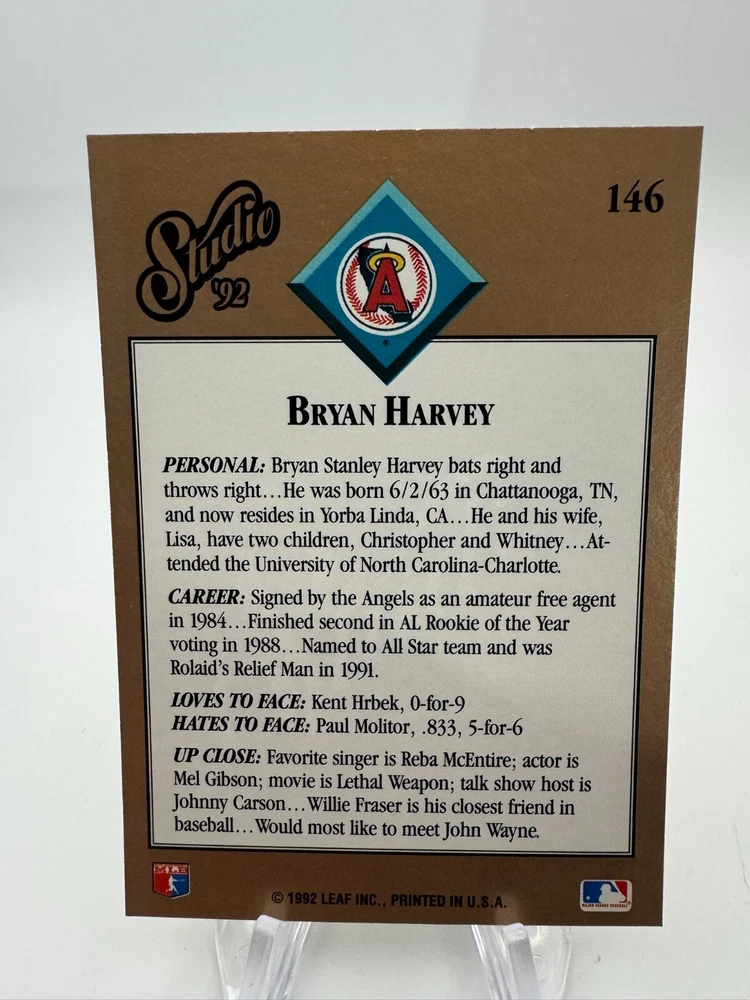 Studio
'92
146
A
®
BRYAN HARVEY
PERSONAL: Bryan Stanley Harvey bats right and
throws right...He was born 6/2/63 in Chattanooga, TN,
and now resides in Yorba Linda, CA...He and his wife,
Lisa, have two children, Christopher and Whitney...At-
tended the University of North Carolina-Charlotte.
CAREER: Signed by the Angels as an amateur free agent
in 1984...Finished second in AL Rookie of the Year
voting in 1988...Named to All Star team and was
Rolaid's Relief Man in 1991.
LOVES TO FACE: Kent Hrbek, 0-for-9
HATES TO FACE: Paul Molitor, .833, 5-for-6
UP CLOSE: Favorite singer is Reba McEntire; actor is
Mel Gibson; movie is Lethal Weapon; talk show host is
Johnny Carson...Willie Fraser is his closest friend in
baseball...Would most like to meet John Wayne.
© 1992 LEAF INC., PRINTED IN U.S.A.
MAJOR LEAGUE BASEBALL